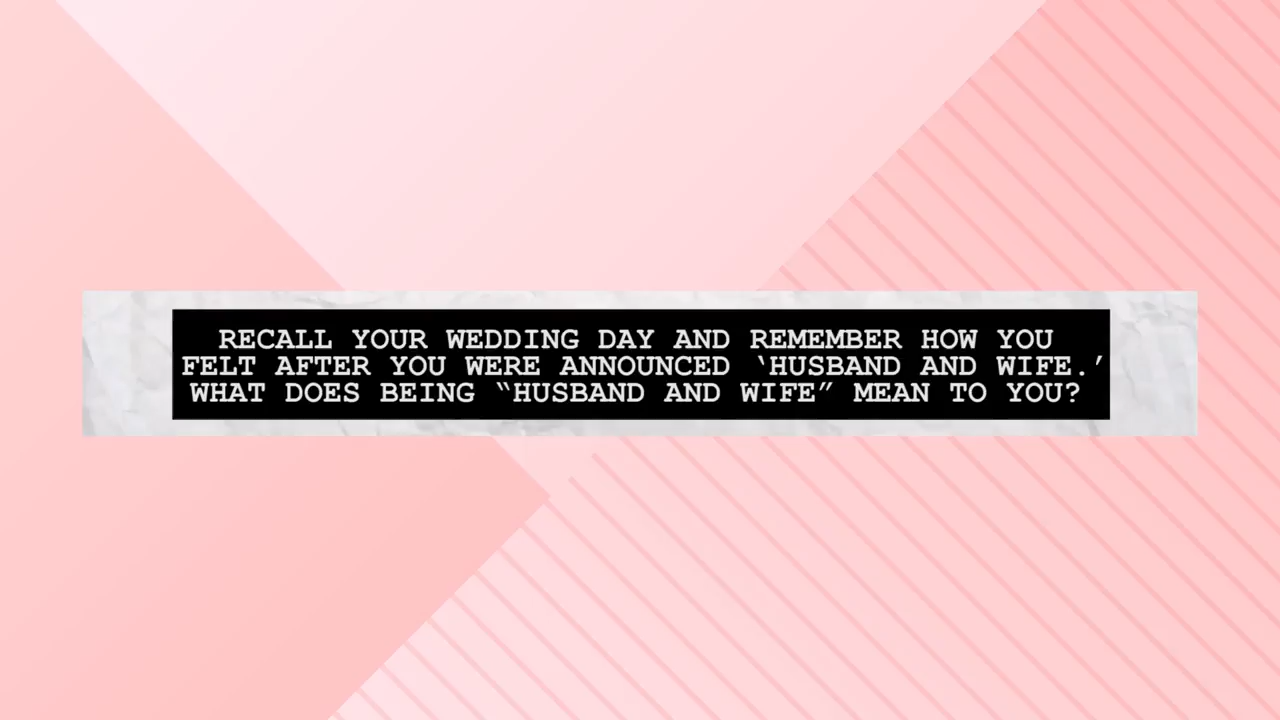 RECALL YOUR WEDDING DAY AND REMEMBER HOW YOU
FELT AFTER YOU WERE ANNOUNCED ‘HUSBAND AND WIFE.’
WHAT DOES BEING “HUSBAND AND WIFE” MEAN TO YOU?